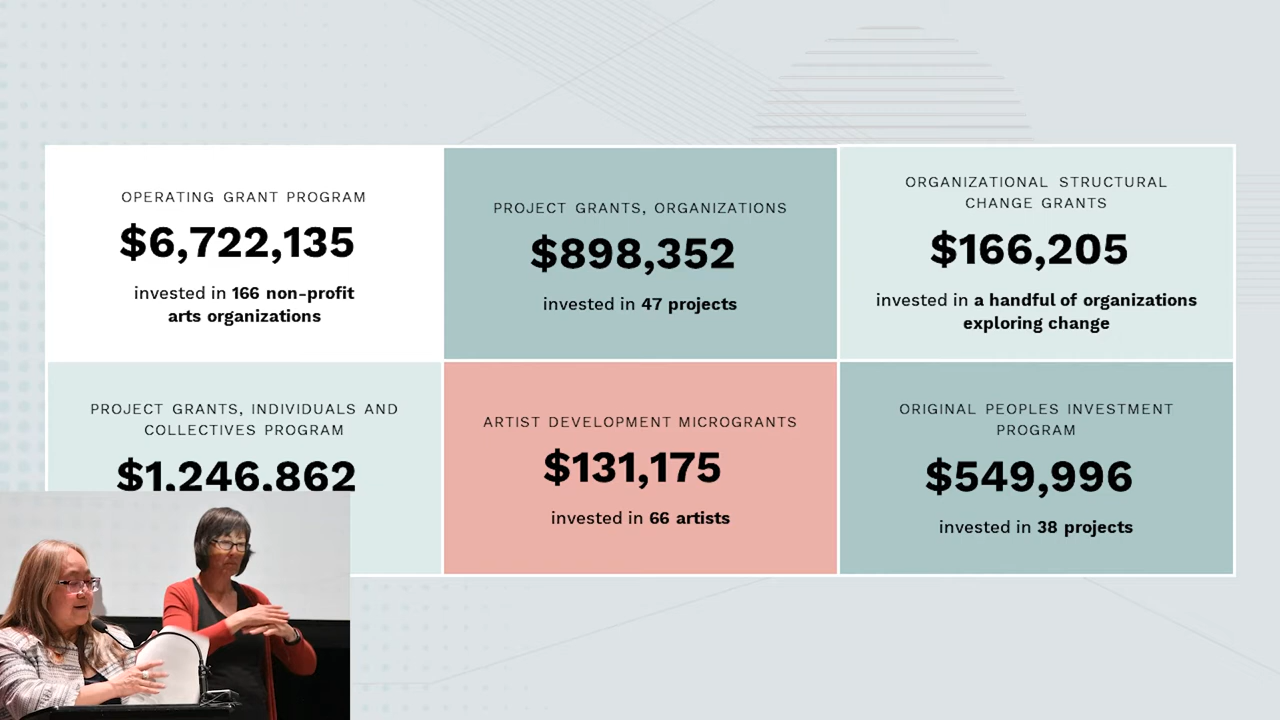 OPERATING GRANT PROGRAM
$6,722,135
invested in 166 non-profit
arts organizations
PROJECT GRANTS, ORGANIZATIONS
$898,352
invested in 47 projects
ORGANIZATIONAL STRUCTURAL
CHANGE GRANTS
$166,205
invested in a handful of organizations
exploring change
PROJECT GRANTS, INDIVIDUALS AND
COLLECTIVES PROGRAM
$1,246,862
ARTIST DEVELOPMENT MICROGRANTS
$131,175
invested in 66 artists
ORIGINAL PEOPLES INVESTMENT
PROGRAM
$549,996
invested in 38 projects